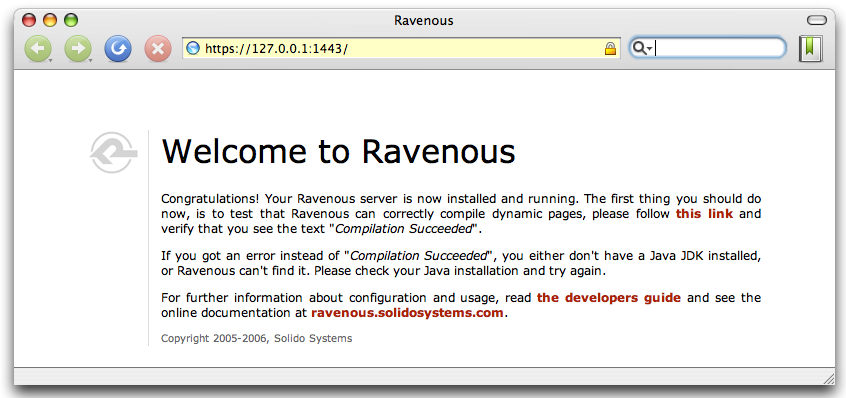 Ravenous
https://127.0.0.1:1443/
Welcome to Ravenous
Congratulations! Your Ravenous server is now installed and running. The first thing you should do
now, is to test that Ravenous can correctly compile dynamic pages, please follow this link and
verify that you see the text "Compilation Succeeded".
If you got an error instead of "Compilation Succeeded", you either don't have a Java JDK installed,
or Ravenous can't find it. Please check your Java installation and try again.
For further information about configuration and usage, read the developers guide and see the
online documentation at ravenous.solidosystems.com.
Copyright 2005-2006, Solido Systems